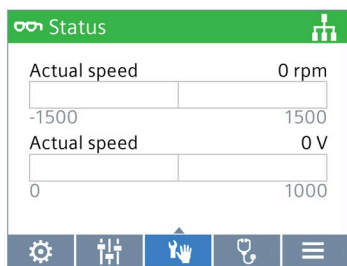 Status
Actual speed 0 rpm
-1500 1500
Actual speed 0 V
0 1000